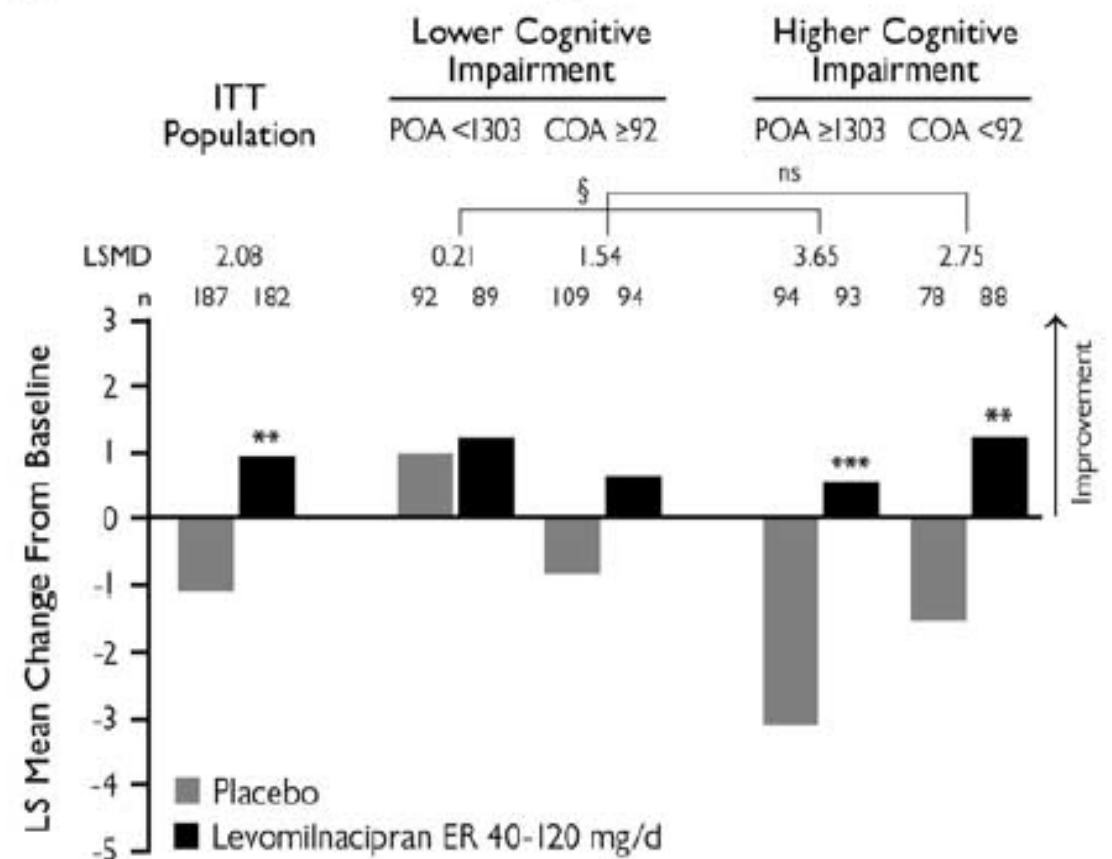 Lower Cognitive Impairment
Higher Cognitive Impairment
ITT Population
POA <1303 COA ≥92
POA ≥1303 COA <92
§
ns
LSMD 2.08 0.21 1.54 3.65 2.75
n 187 182 92 89 109 94 94 93 78 88
LS Mean Change From Baseline
3
2
1
0
-1
-2
-3
-4
-5
**
***
**
Improvement
Placebo
Levomilnacipran ER 40-120 mg/d